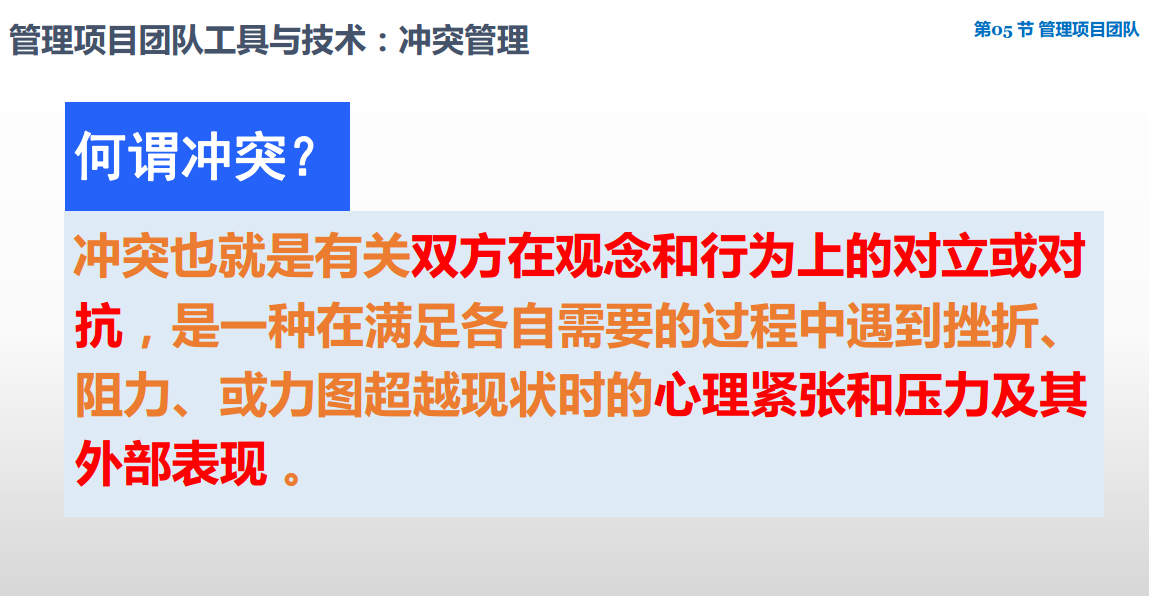 管理项目团队工具与技术：冲突管理
第05 节 管理项目团队
何谓冲突？
冲突也就是有关双方在观念和行为上的对立或对
抗，是一种在满足各自需要的过程中遇到挫折、
阻力、或力图超越现状时的心理紧张和压力及其
外部表现 。